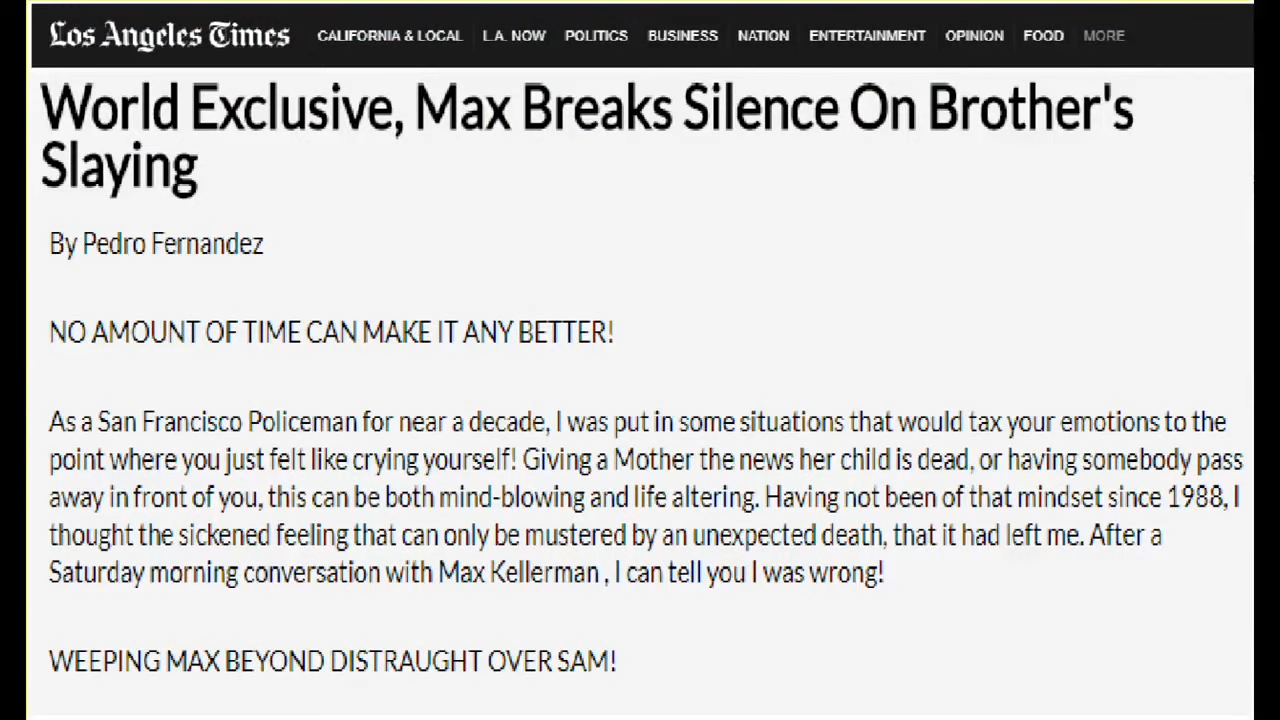 Los Angeles Times CALIFORNIA & LOCAL L.A. NOW POLITICS BUSINESS NATION ENTERTAINMENT OPINION FOOD MORE
World Exclusive, Max Breaks Silence On Brother's
Slaying
By Pedro Fernandez
NO AMOUNT OF TIME CAN MAKE IT ANY BETTER!
As a San Francisco Policeman for near a decade, I was put in some situations that would tax your emotions to the
point where you just felt like crying yourself! Giving a Mother the news her child is dead, or having somebody pass
away in front of you, this can be both mind-blowing and life altering. Having not been of that mindset since 1988, I
thought the sickened feeling that can only be mustered by an unexpected death, that it had left me. After a
Saturday morning conversation with Max Kellerman , I can tell you I was wrong!
WEEPING MAX BEYOND DISTRAUGHT OVER SAM!